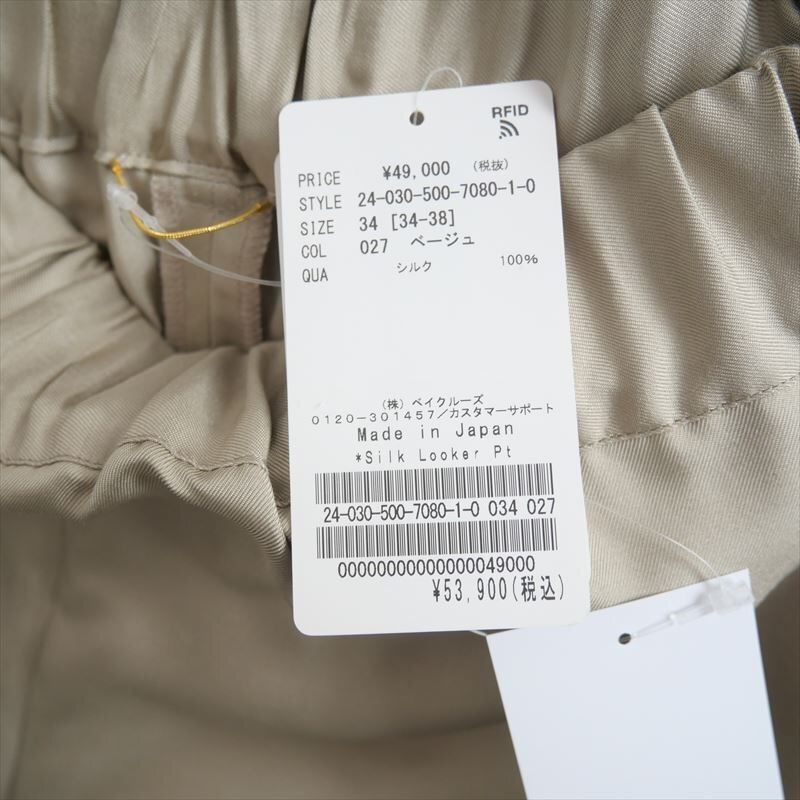 RFID
PRICE ¥49,000 (税抜)
STYLE 24-030-500-7080-1-0
SIZE 34 [34-38]
COL 027 ベージュ
QUA シルク 100%
(株) ベイクルーズ
0120-301457/カスタマーサポート
Made in Japan
*Silk Looker Pt
24-030-500-7080-1-0 034 027
00000000000000049000
¥53,900(税込)